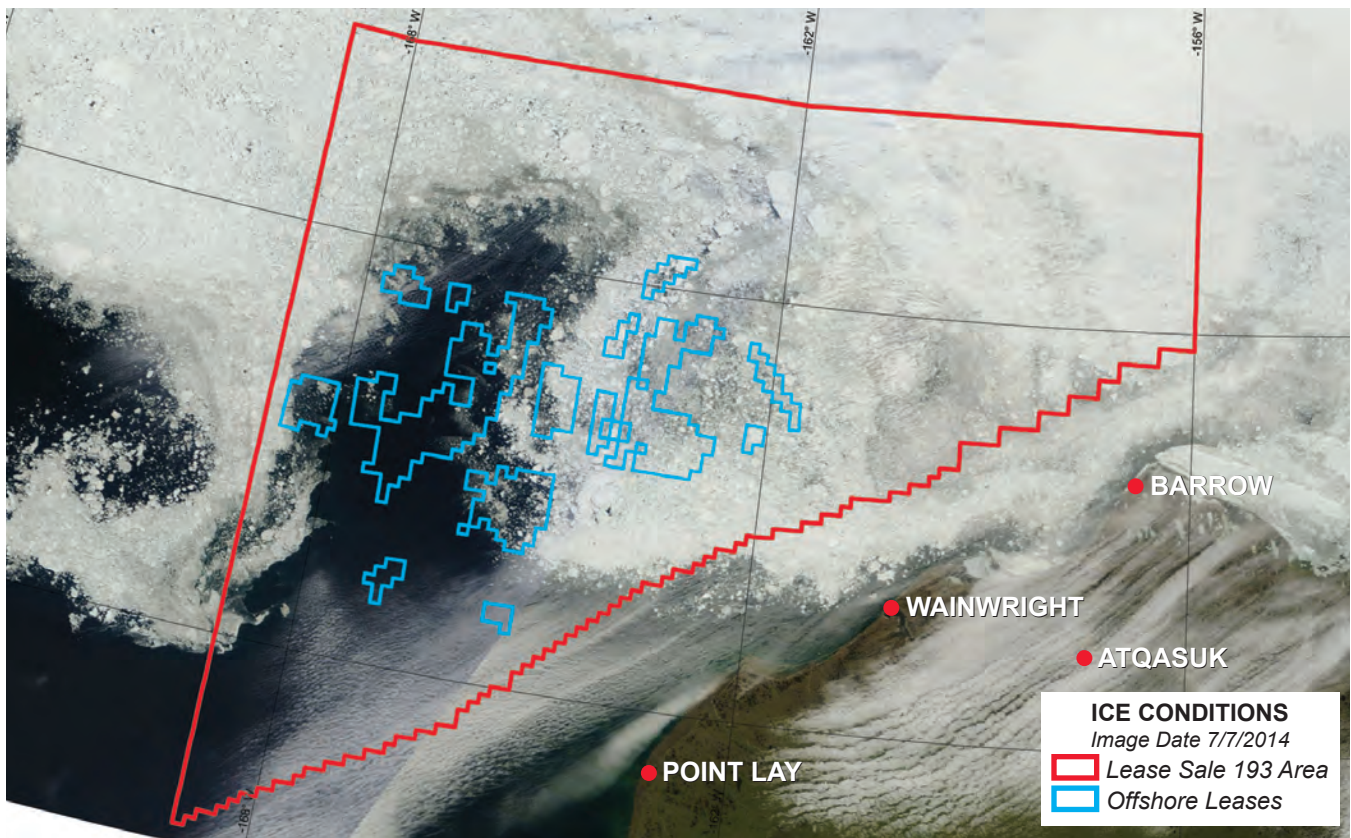 -168° W
-162° W
-156° W
BARROW
WAINWRIGHT
ATQASUK
POINT LAY
ICE CONDITIONS
Image Date 7/7/2014
Lease Sale 193 Area
Offshore Leases
-168° W